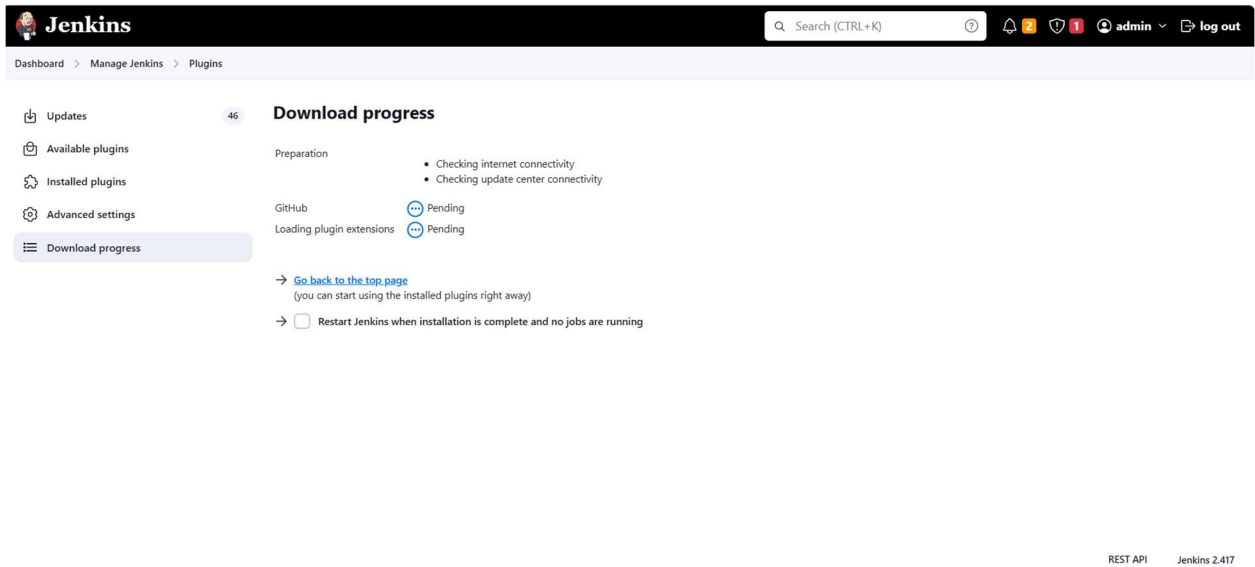 Jenkins
Search (CTRL+K)
2
1
admin
log out
Dashboard > Manage Jenkins > Plugins
Updates 46
Available plugins
Installed plugins
Advanced settings
Download progress
Download progress
Preparation
• Checking internet connectivity
• Checking update center connectivity
GitHub Pending
Loading plugin extensions Pending
→ Go back to the top page
(you can start using the installed plugins right away)
→ Restart Jenkins when installation is complete and no jobs are running
REST API Jenkins 2.417